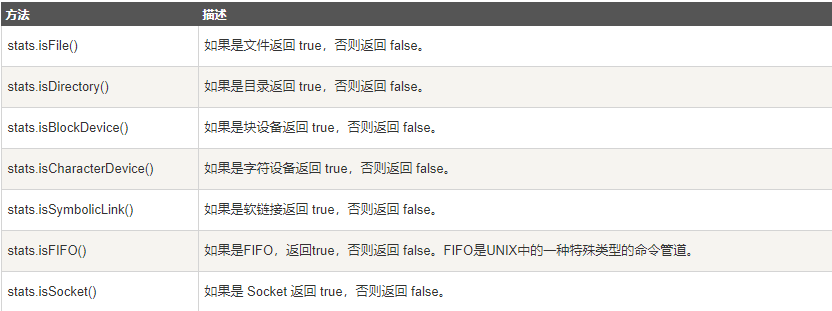 方法 描述
stats.isFile() 如果是文件返回 true，否则返回 false。
stats.isDirectory() 如果是目录返回 true，否则返回 false。
stats.isBlockDevice() 如果是块设备返回 true，否则返回 false。
stats.isCharacterDevice() 如果是字符设备返回 true，否则返回 false。
stats.isSymbolicLink() 如果是软链接返回 true，否则返回 false。
stats.isFIFO() 如果是FIFO，返回true，否则返回 false。FIFO是UNIX中的一种特殊类型的命令管道。
stats.isSocket() 如果是 Socket 返回 true，否则返回 false。